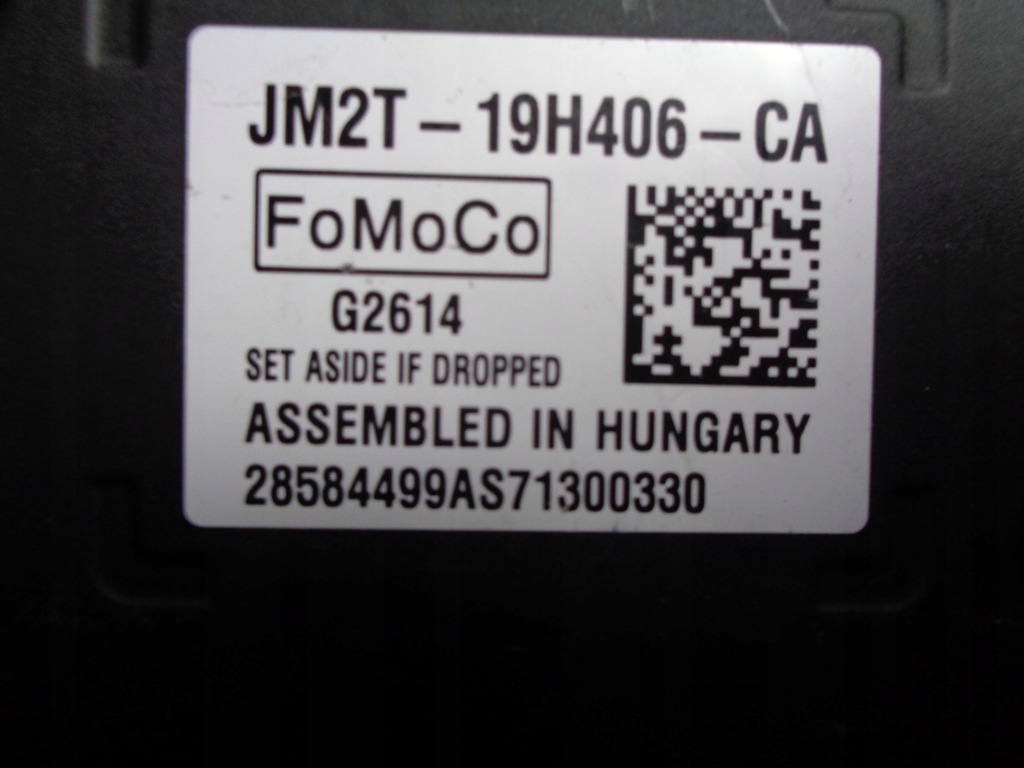 JM2T-19H406-CA
FoMoCo
G2614
SET ASIDE IF DROPPED
ASSEMBLED IN HUNGARY
28584499AS71300330